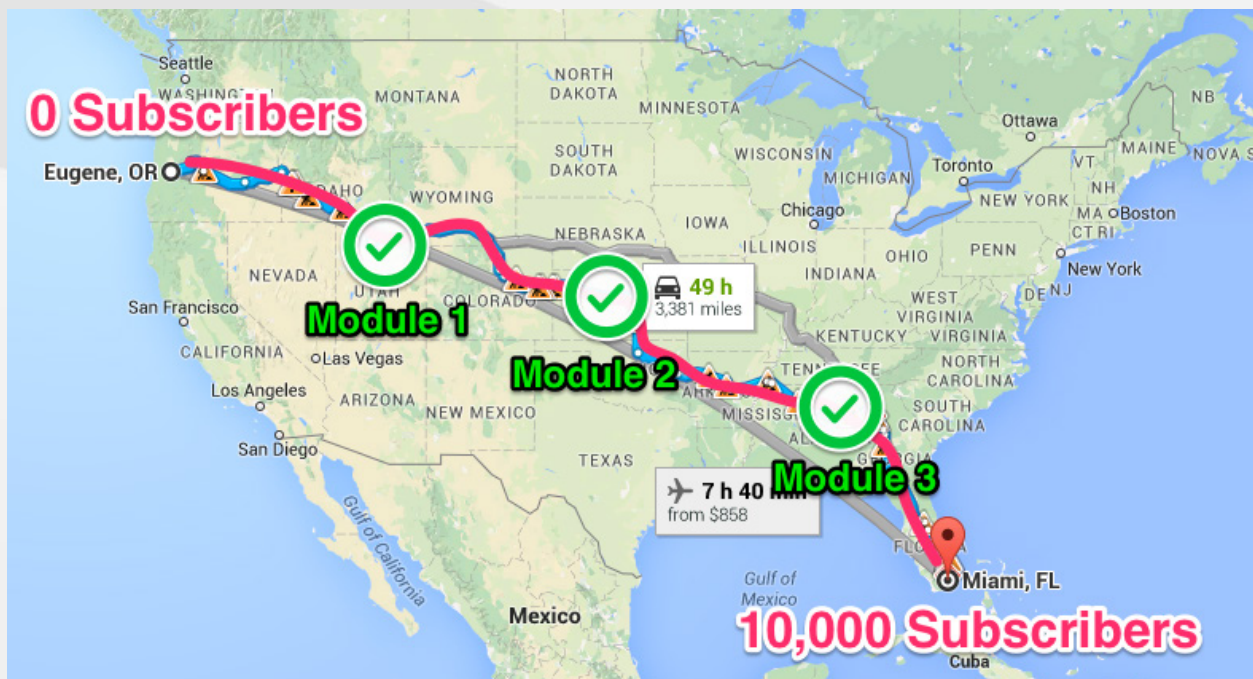 Seattle
WASHINGTON
MONTANA
NORTH
DAKOTA
MINNESOTA
NB
0 Subscribers
Ottawa
MAINE
NOVA S
Eugene, OR
IDAHO
SOUTH
DAKOTA
WISCONSIN
MICHIGAN
Toronto
VT
NH
WYOMING
NEW YORK
MA
Boston
CT RI
Chicago
IOWA
NEBRASKA
ILLINOIS
INDIANA
OHIO
PENN
New York
NEVADA
UTAH
COLORADO
49 h
3,381 miles
DE
NJ
WEST
VIRGINIA
San Francisco
Module 1
KENTUCKY
VIRGINIA
CALIFORNIA
Las Vegas
Module 2
TENNESSEE
NORTH
CAROLINA
Los Angeles
ARIZONA
NEW MEXICO
ARK
MISSISS
SOUTH
CAROLINA
San Diego
AL
TEXAS
GEORGIA
Module 3
7 h 40 min
from $858
Gulf of California
FLORIDA
Gulf of
Mexico
Miami, FL
Mexico
10,000 Subscribers
Cuba